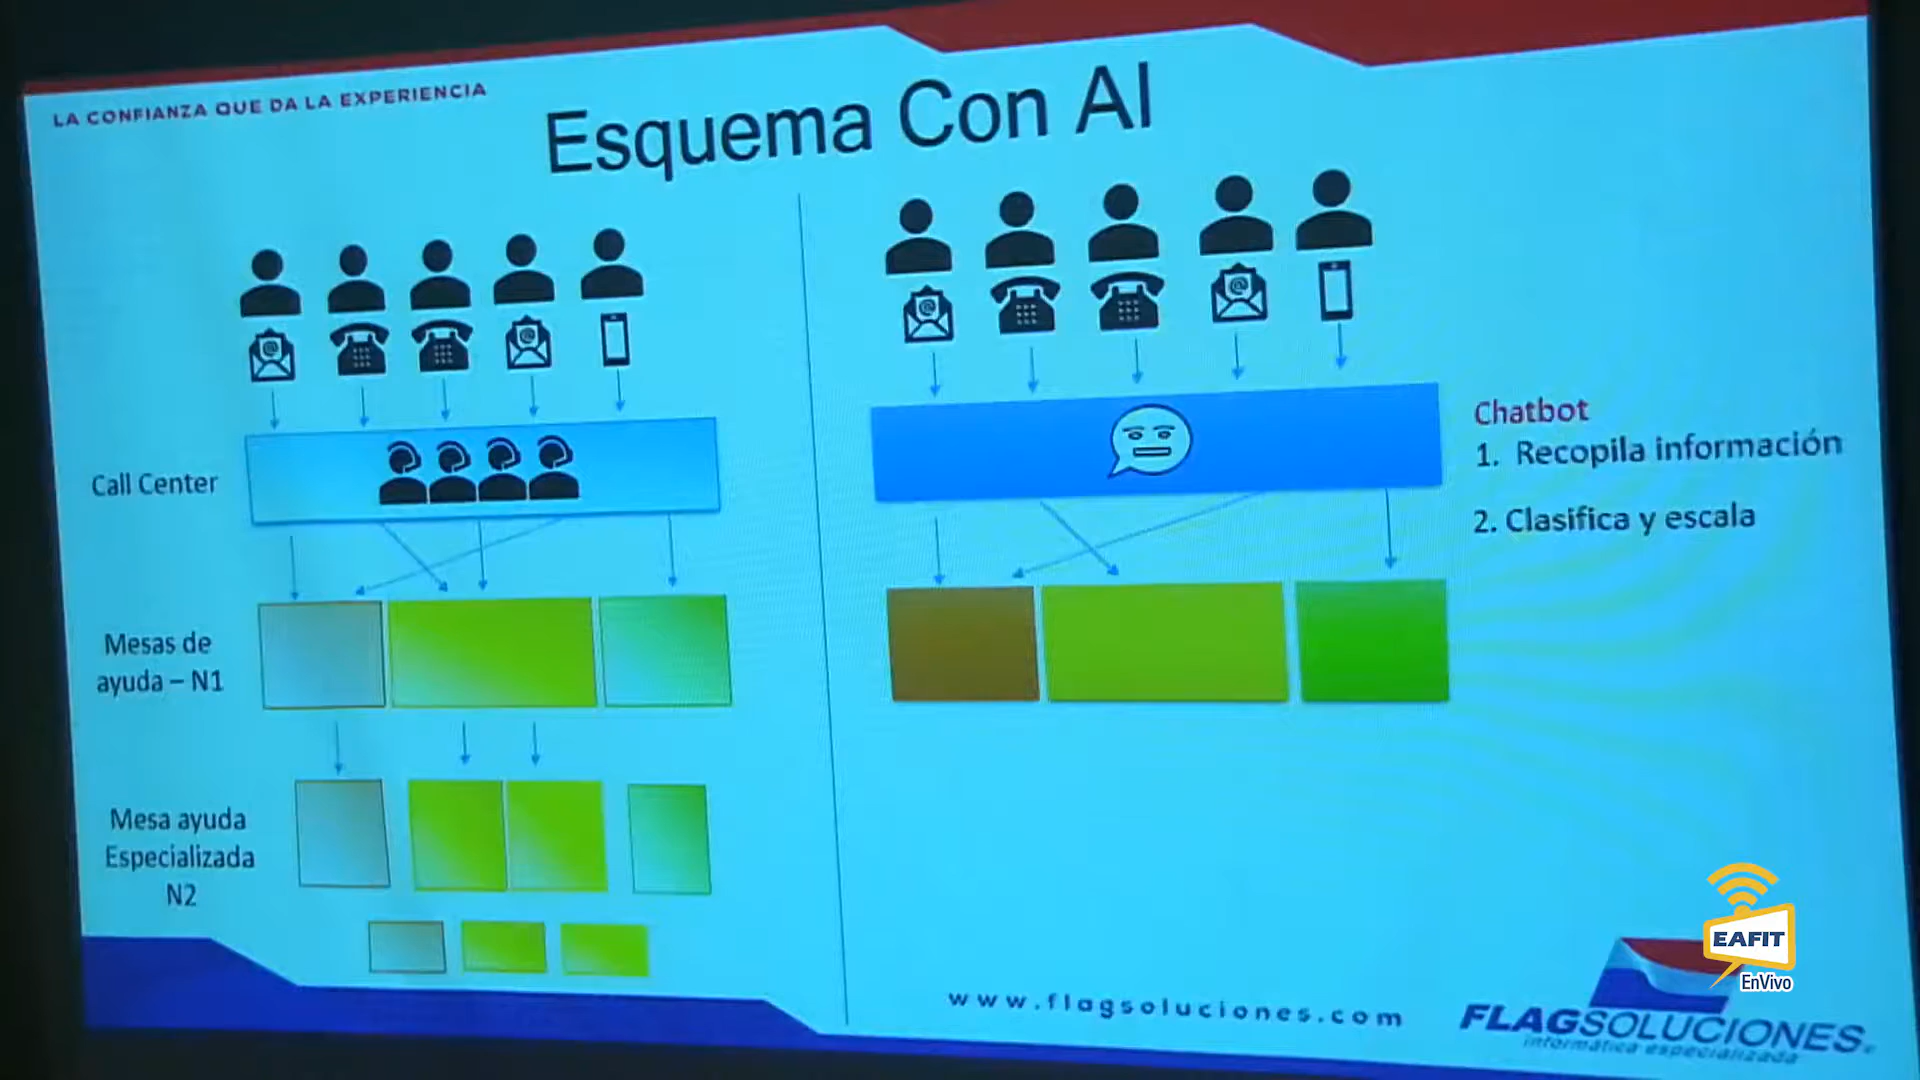 LA CONFIANZA QUE DA LA EXPERIENCIA
Esquema Con AI
Call Center
Mesas de
ayuda – N1
Mesa ayuda
Especializada
N2
Chatbot
1. Recopila información
2. Clasifica y escala
www.flagsoluciones.com
FLAGSOLUCIONES
informática especializada
EAFIT
EnVivo